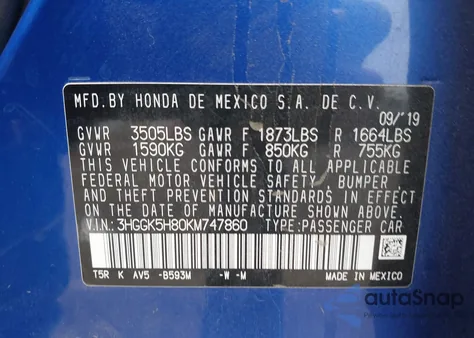 MFD.BY HONDA DE MEXICO S.A. DE C.V.
09/'19
GVWR 3505LBS GAWR F 1873LBS R 1664LBS
GVWR 1590KG GAWR F 850KG R 755KG
THIS VEHICLE CONFORMS TO ALL APPLICABLE
FEDERAL MOTOR VEHICLE SAFETY, BUMPER,
AND THEFT PREVENTION STANDARDS IN EFFECT
ON THE DATE OF MANUFACTURE SHOWN ABOVE.
V.I.N.: 3HGGK5H80KM747860 TYPE:PASSENGER CAR
T5R K AV5 -B593M -W -M MADE IN MEXICO
autoSnap